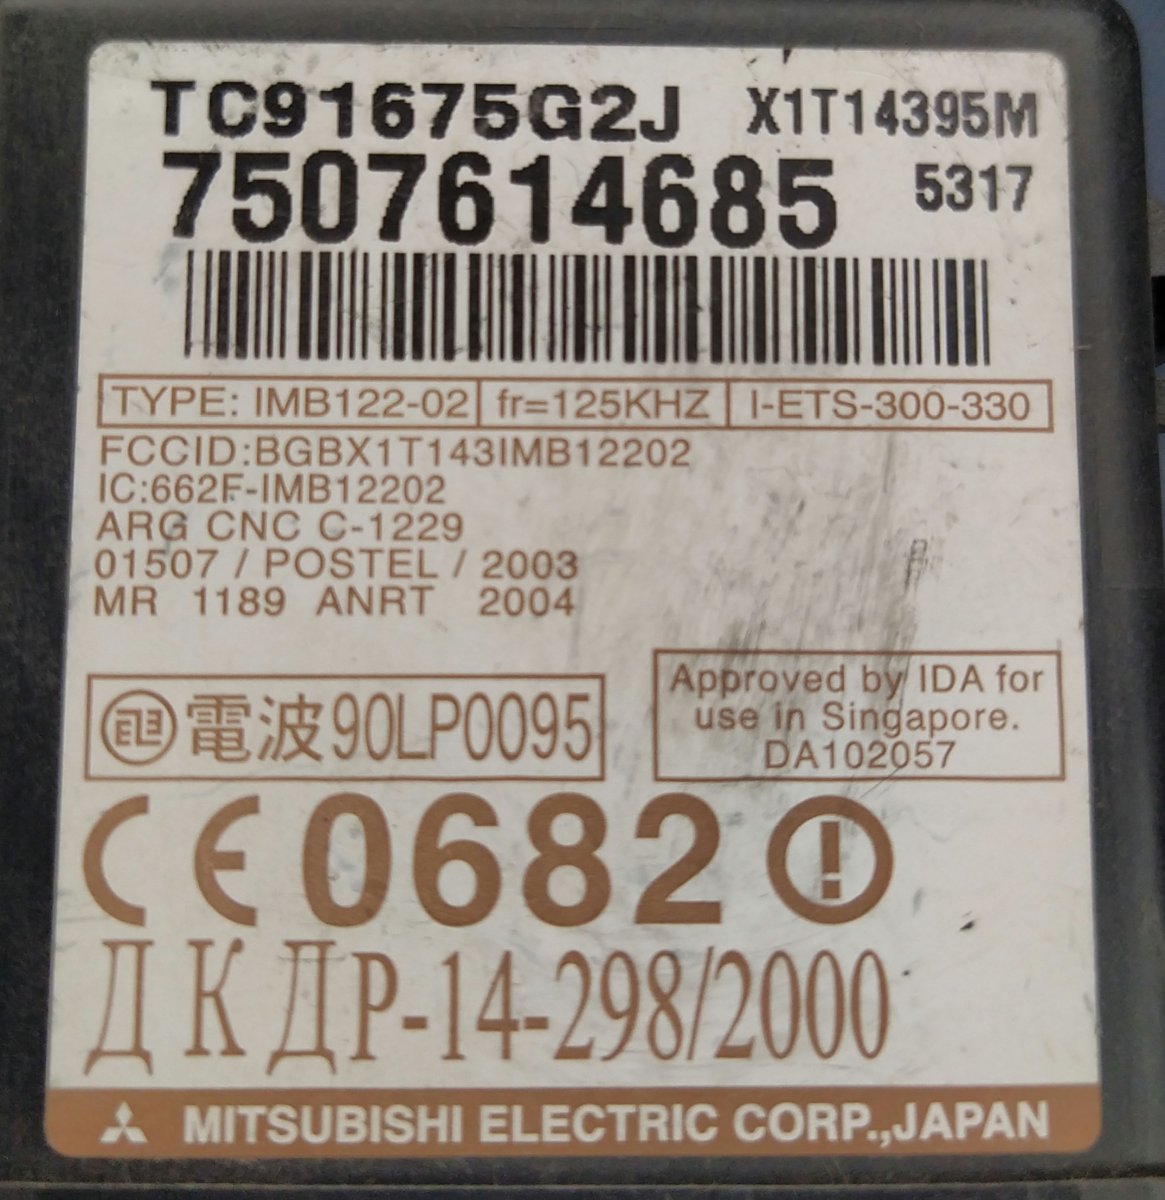 TC91675G2J X1T14395M
7507614685 5317
TYPE: IMB122-02 fr=125KHZ I-ETS-300-330
FCCID:BGBX1T143IMB12202
IC:662F-IMB12202
ARG CNC C-1229
01507 / POSTEL / 2003
MR 1189 ANRT 2004
電波90LP0095
Approved by IDA for
use in Singapore.
DA102057
CE 0682 !
Д К ДР-14-298/2000
MITSUBISHI ELECTRIC CORP.,JAPAN